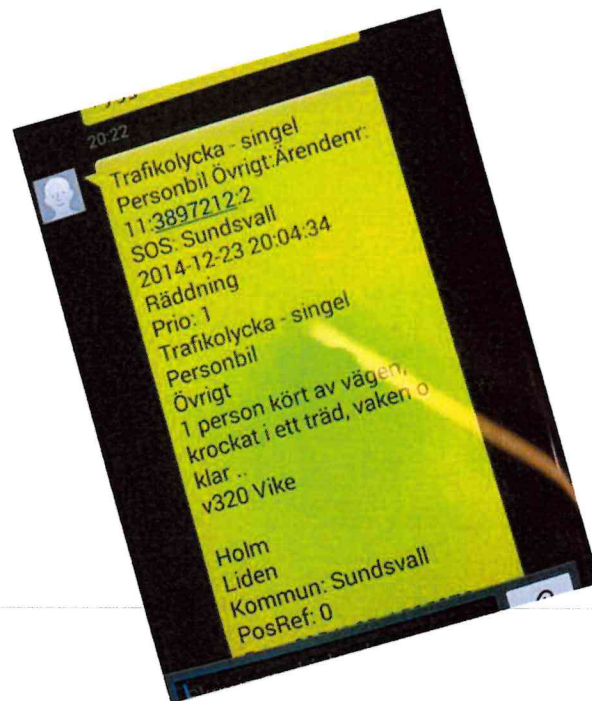 20:22
Trafikolycka - singel
Personbil Övrigt:Ärendenr:
11:3897212:2
SOS: Sundsvall
2014-12-23 20:04:34
Räddning
Prio: 1
Trafikolycka - singel
Personbil
Övrigt
1 person kört av vägen,
krockat i ett träd, vaken o
klar ..
v320 Vike
Holm
Liden
Kommun: Sundsvall
PosRef: 0